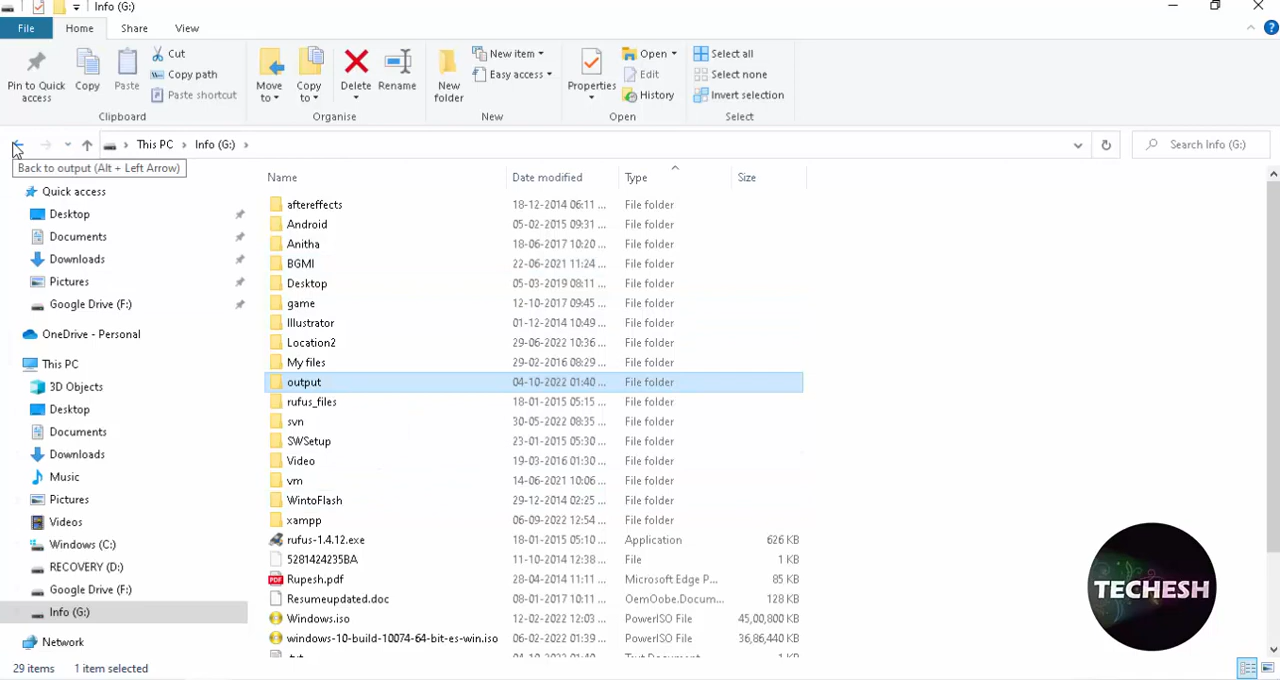 Info (G:)
File Home Share View
Pin to Quick access
Copy
Paste
Cut
Copy path
Paste shortcut
Clipboard
Move to
Copy to
Delete
Rename
Organise
New folder
New item
Easy access
New
Properties
Open
Edit
History
Open
Select all
Select none
Invert selection
Select
This PC Info (G:)
Search Info (G:)
Back to output (Alt + Left Arrow)
Quick access
Desktop
Documents
Downloads
Pictures
Google Drive (F:)
OneDrive - Personal
This PC
3D Objects
Desktop
Documents
Downloads
Music
Pictures
Videos
Windows (C:)
RECOVERY (D:)
Google Drive (F:)
Info (G:)
Network
Name Date modified Type Size
aftereffects 18-12-2014 06:11 ... File folder
Android 05-02-2015 09:31 ... File folder
Anitha 18-06-2017 10:20 ... File folder
BGMI 22-06-2021 11:24 ... File folder
Desktop 05-03-2019 08:11 ... File folder
game 12-10-2017 09:45 ... File folder
Illustrator 01-12-2014 10:49 ... File folder
Location2 29-06-2022 10:36 ... File folder
My files 29-02-2016 08:29 ... File folder
output 04-10-2022 01:40 ... File folder
rufus_files 18-01-2015 05:15 ... File folder
svn 30-05-2022 08:35 ... File folder
SWSetup 23-01-2015 05:30 ... File folder
Video 19-03-2016 01:30 ... File folder
vm 14-06-2021 10:06 ... File folder
WintoFlash 29-12-2014 02:25 ... File folder
xampp 06-09-2022 12:54 ... File folder
rufus-1.4.12.exe 18-01-2015 05:10 ... Application 626 KB
5281424235BA 11-10-2014 12:38 ... File 1 KB
Rupesh.pdf 28-04-2014 11:11 ... Microsoft Edge P... 85 KB
Resumeupdated.doc 08-01-2017 10:11 ... OemOobe.Docum... 128 KB
Windows.iso 12-02-2022 12:03 ... PowerISO File 45,00,800 KB
windows-10-build-10074-64-bit-es-win.iso 06-02-2022 01:39 ... PowerISO File 36,86,440 KB
TECHESH
29 items 1 item selected